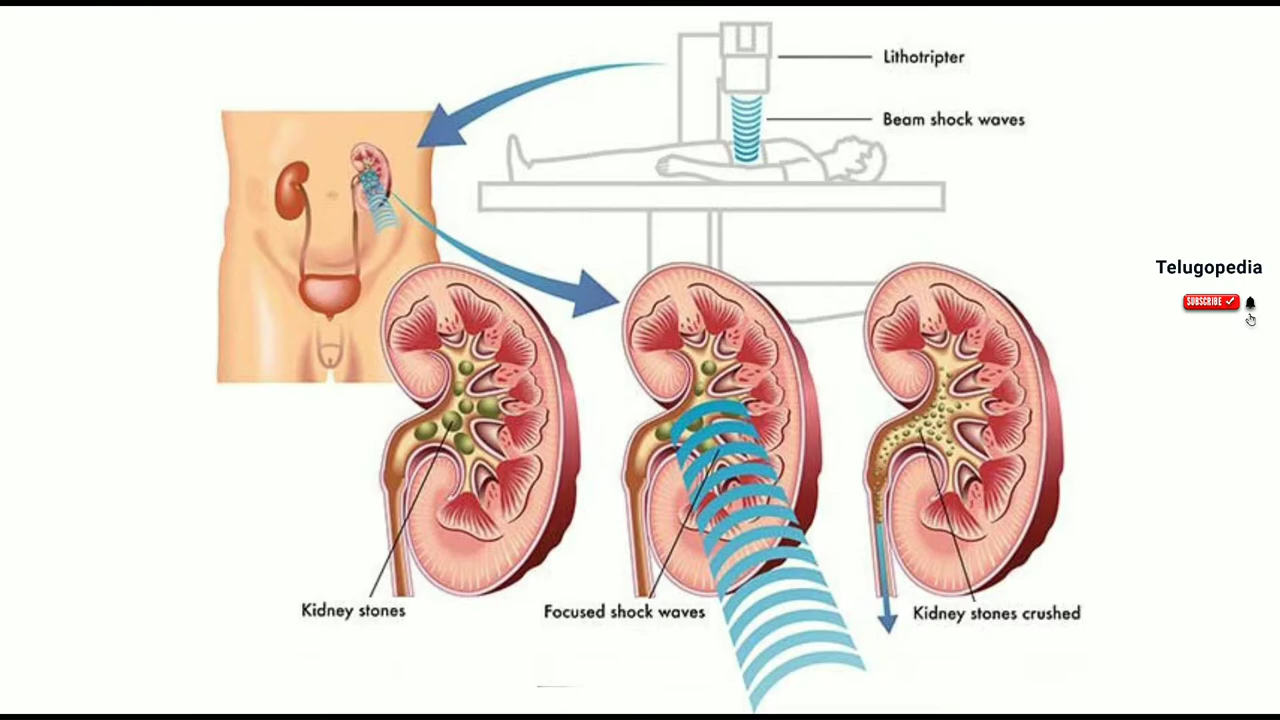 Lithotripter
Beam shock waves
Telugopedia
SUBSCRIBE
Kidney stones
Focused shock waves
Kidney stones crushed